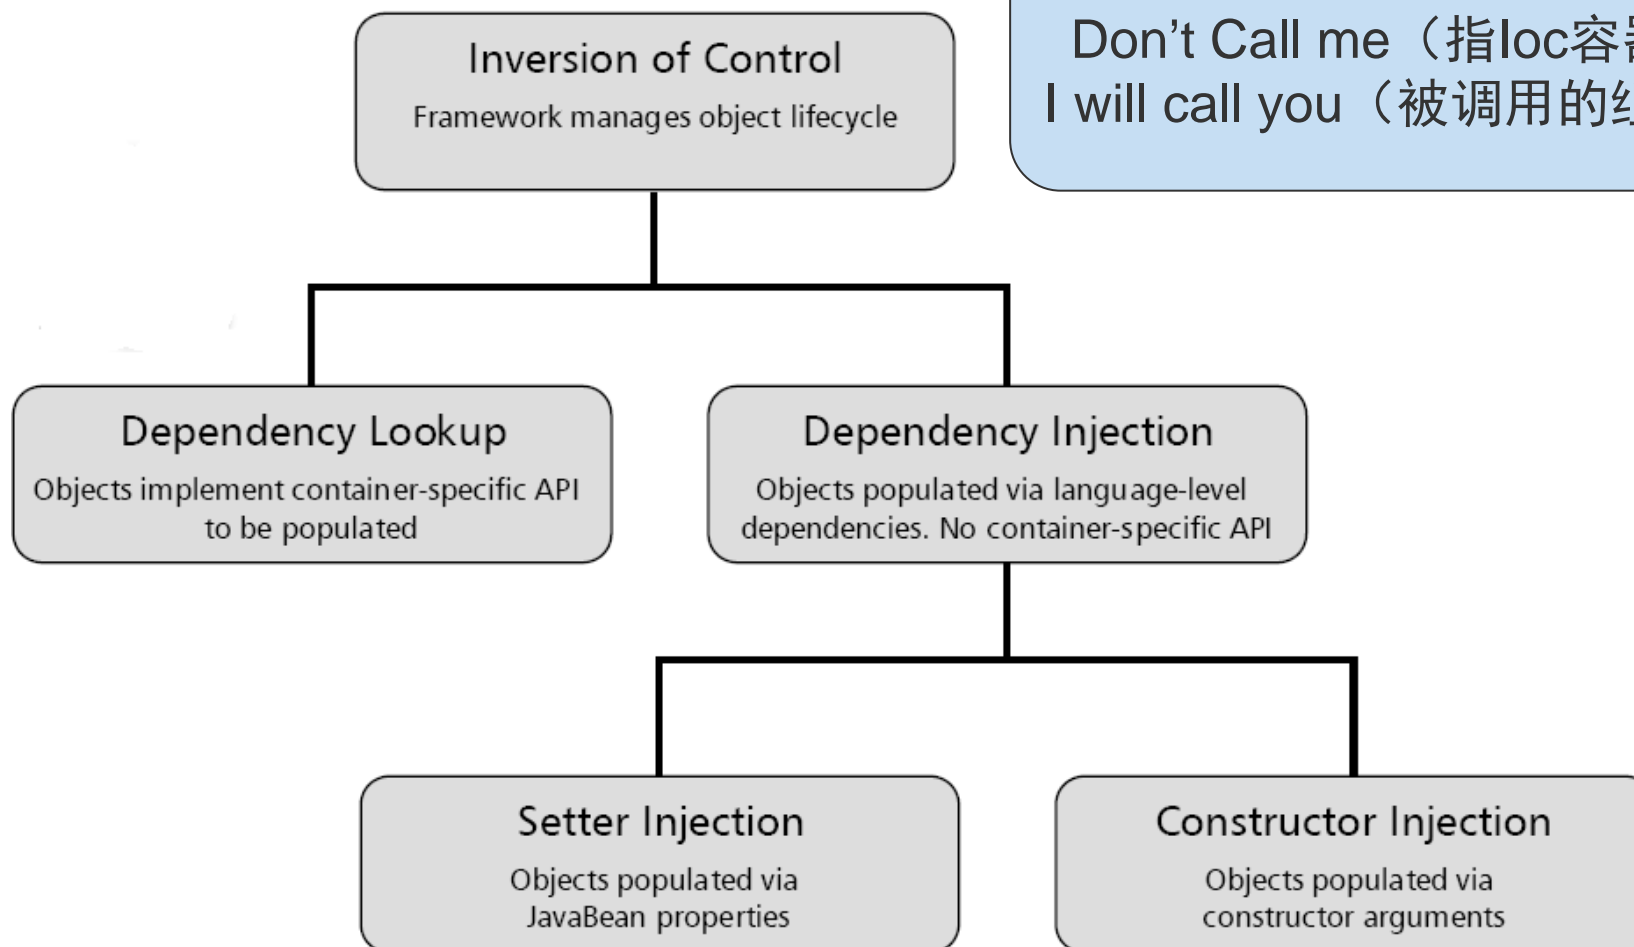 Inversion of Control
Framework manages object lifecycle
Don't Call me（指Ioc容
I will call you（被调用的
Dependency Lookup
Objects implement container-specific API
to be populated
Dependency Injection
Objects populated via language-level
dependencies. No container-specific API
Setter Injection
Objects populated via
JavaBean properties
Constructor Injection
Objects populated via
constructor arguments